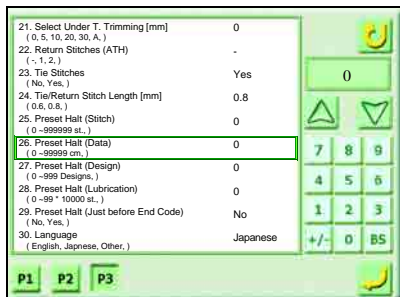 21. Select Under T. Trimming [mm] 0
( 0, 5, 10, 20, 30, A, )
22. Return Stitches (ATH) -
( -, 1, 2, )
23. Tie Stitches Yes
( No, Yes, )
24. Tie/Return Stitch Length [mm] 0.8
( 0.6, 0.8, )
25. Preset Halt (Stitch) 0
( 0 ~999999 st., )
26. Preset Halt (Data) 0
( 0 ~99999 cm, )
27. Preset Halt (Design) 0
( 0 ~999 Designs, )
28. Preset Halt (Lubrication) 0
( 0 ~99 * 10000 st., )
29. Preset Halt (Just before End Code) No
( No, Yes, )
30. Language Japanese
( English, Japnese, Other, )
0
7 8 9
4 5 6
1 2 3
+/- 0 BS
P1 P2 P3